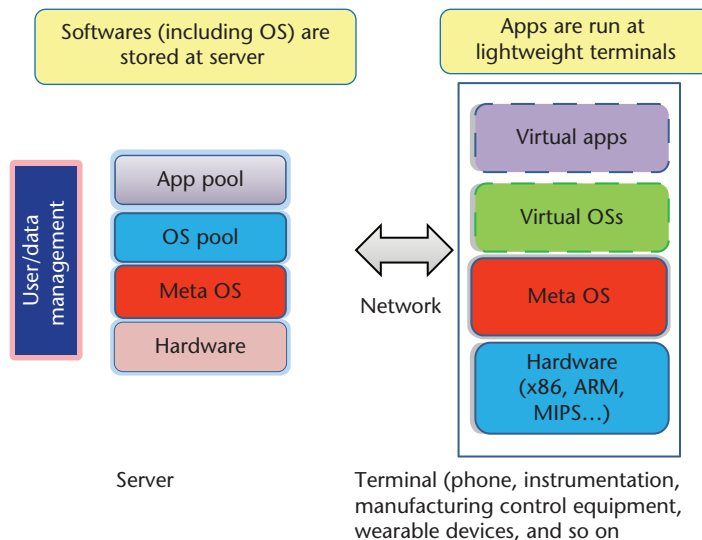 Softwares (including OS) are
stored at server
Apps are run at
lightweight terminals
User/data
management
App pool
OS pool
Meta OS
Hardware
Network
Virtual apps
Virtual OSs
Meta OS
Hardware
(x86, ARM,
MIPS...)
Server
Terminal (phone, instrumentation,
manufacturing control equipment,
wearable devices, and so on